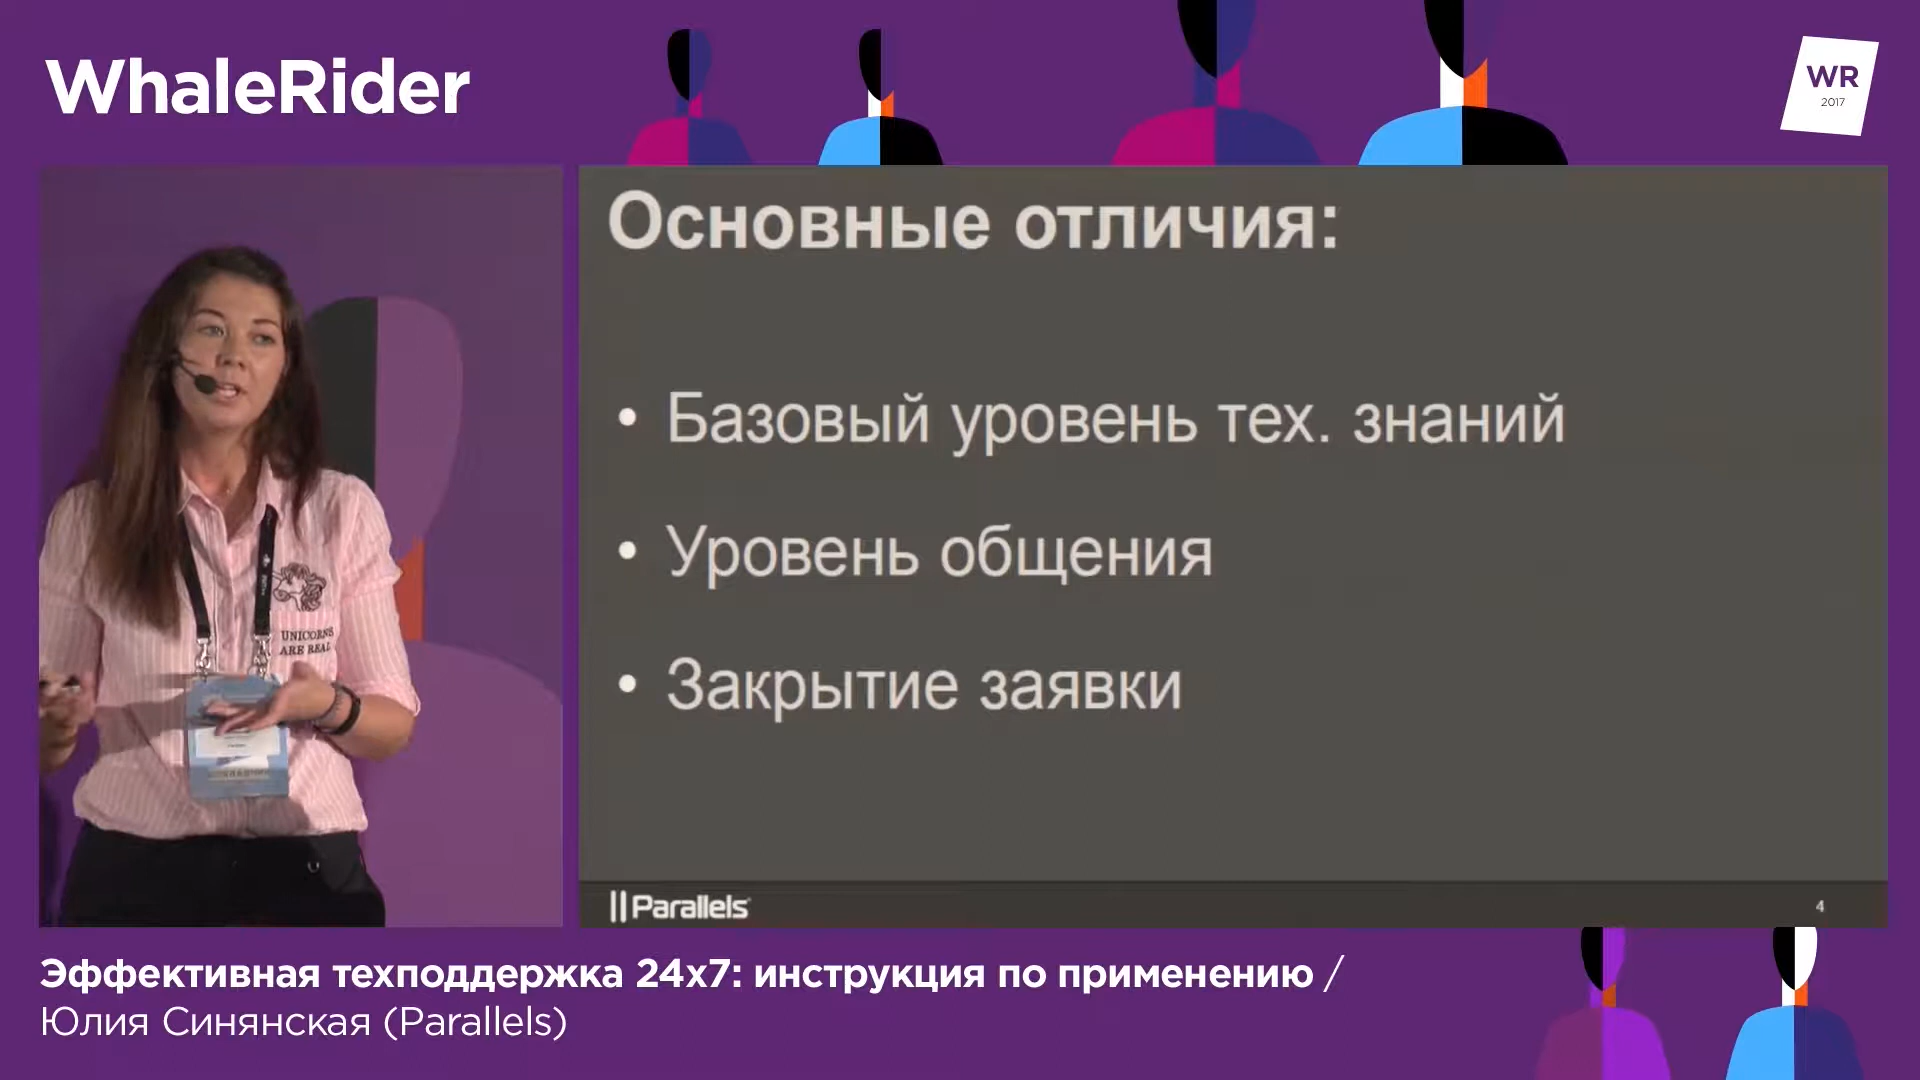 WhaleRider
WR
2017
Основные отличия:
• Базовый уровень тех. знаний
• Уровень общения
• Закрытие заявки
UNICORNS
ARE REAL
Parallels
4
Эффективная техподдержка 24x7: инструкция по применению /
Юлия Синянская (Parallels)